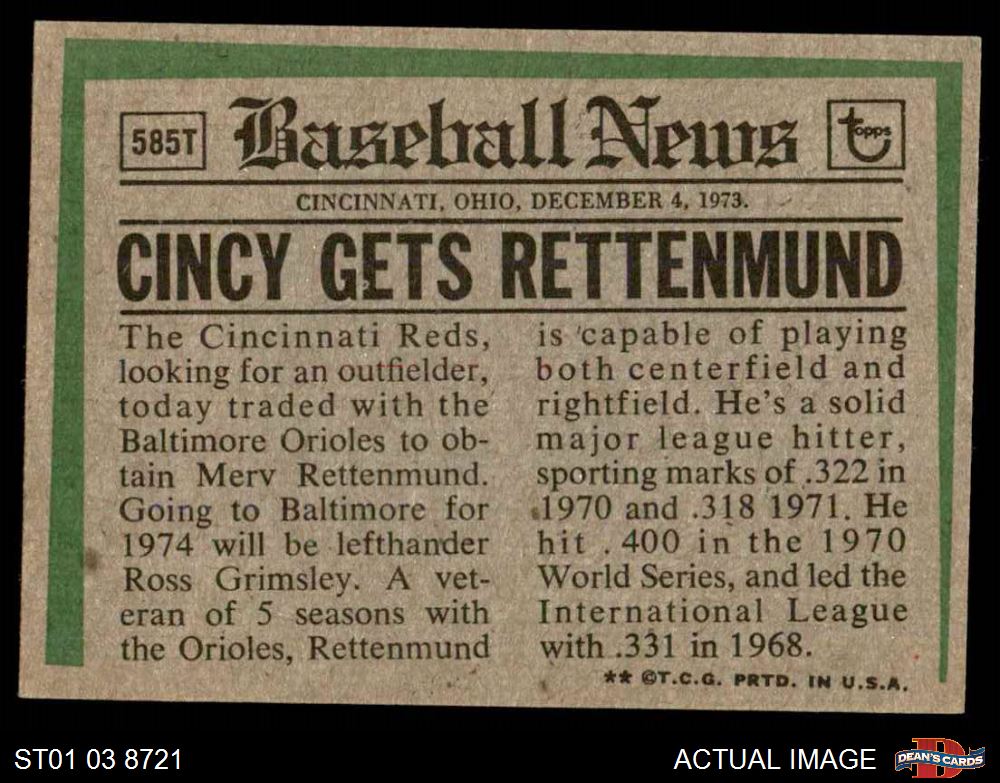 585T
Baseball News
topps
CINCINNATI, OHIO, DECEMBER 4, 1973.
CINCY GETS RETTENMUND
The Cincinnati Reds,
looking for an outfielder,
today traded with the
Baltimore Orioles to ob-
tain Merv Rettenmund.
Going to Baltimore for
1974 will be lefthander
Ross Grimsley. A vet-
eran of 5 seasons with
the Orioles, Rettenmund
is capable of playing
both centerfield and
rightfield. He's a solid
major league hitter,
sporting marks of .322 in
1970 and .318 1971. He
hit .400 in the 1970
World Series, and led the
International League
with .331 in 1968.
** ©T.C.G. PRTD. IN U.S.A.
ST01 03 8721
ACTUAL IMAGE
D
DEAN'S CARDS